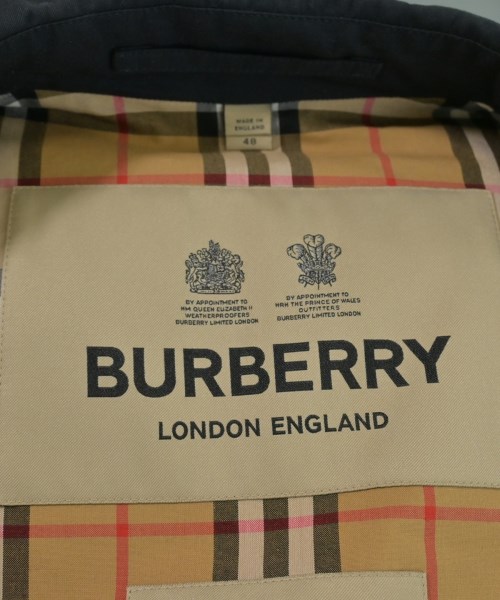 MADE IN
ENGLAND
48
BY APPOINTMENT TO
HM QUEEN ELIZABETH II
WEATHERPROOFERS
BURBERRY LIMITED LONDON
BY APPOINTMENT TO
HRH THE PRINCE OF WALES
OUTFITTERS
BURBERRY LIMITED LONDON
BURBERRY
LONDON ENGLAND